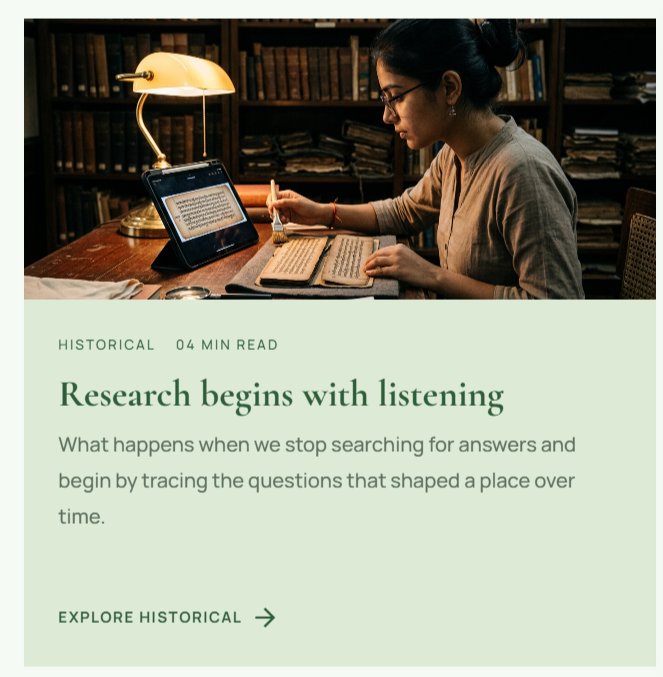 HISTORICAL 04 MIN READ
Research begins with listening
What happens when we stop searching for answers and
begin by tracing the questions that shaped a place over
time.
EXPLORE HISTORICAL →